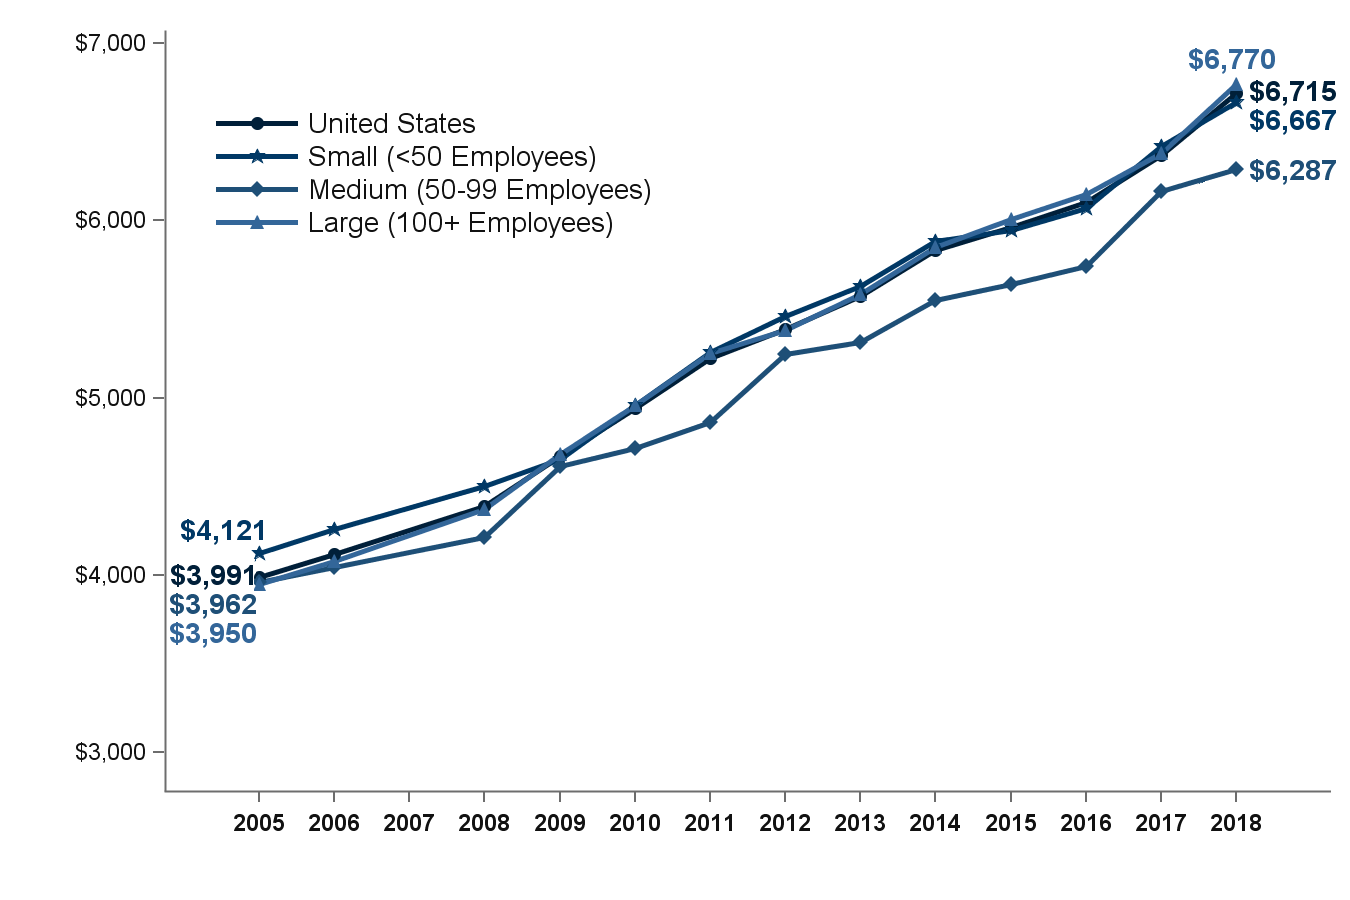 $7,000
$6,770
$6,715
$6,667
United States
Small (<50 Employees)
Medium (50-99 Employees)
Large (100+ Employees)
$6,287
$6,000
$5,000
$4,121
$4,000
$3,991
$3,962
$3,950
$3,000
2005 2006 2007 2008 2009 2010 2011 2012 2013 2014 2015 2016 2017 2018